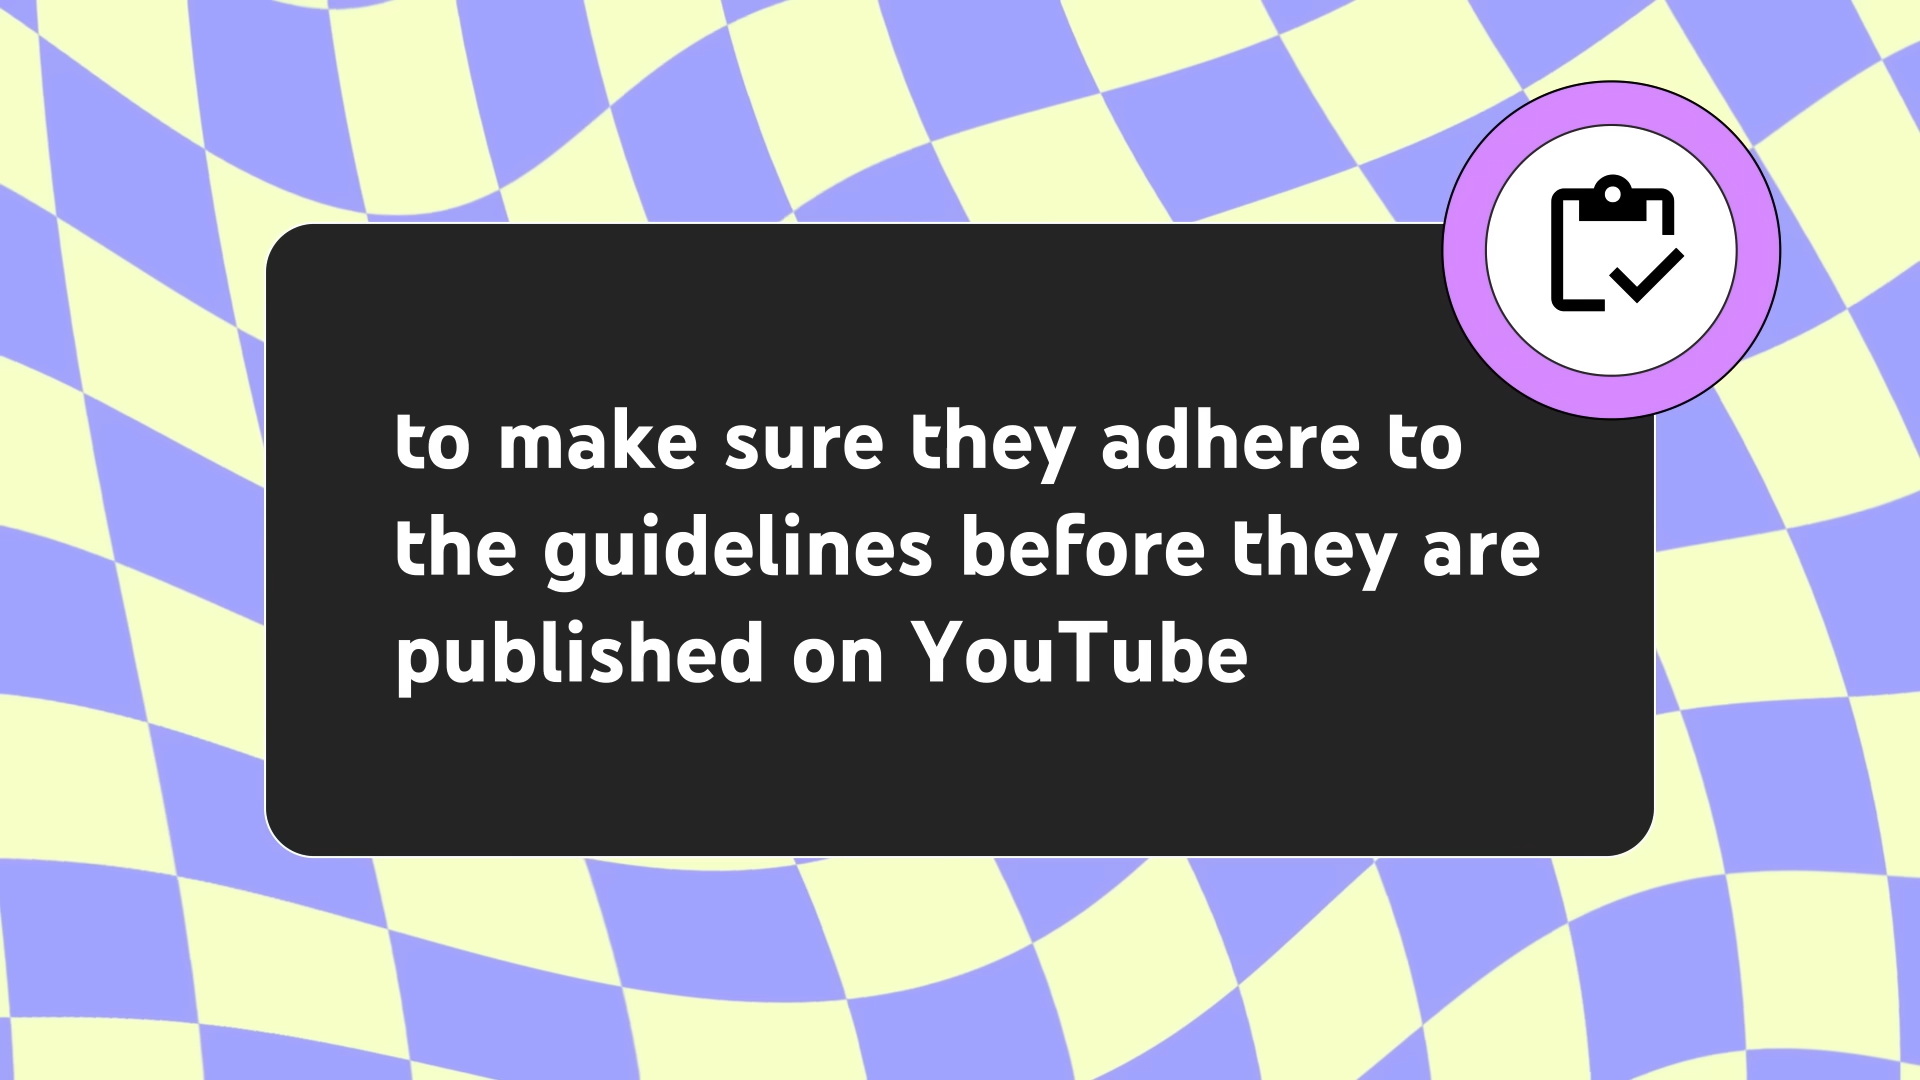 to make sure they adhere to
the guidelines before they are
published on YouTube